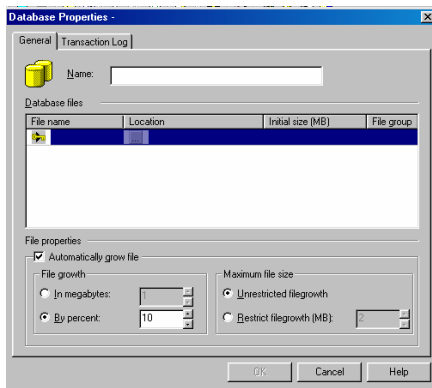 Database Properties -
General Transaction Log
Name:
Database files
File name Location Initial size (MB) File group
...
File properties
Automatically grow file
File growth Maximum file size
In megabytes: 1 Unrestricted filegrowth
By percent: 10 Restrict filegrowth (MB): 2
OK Cancel Help